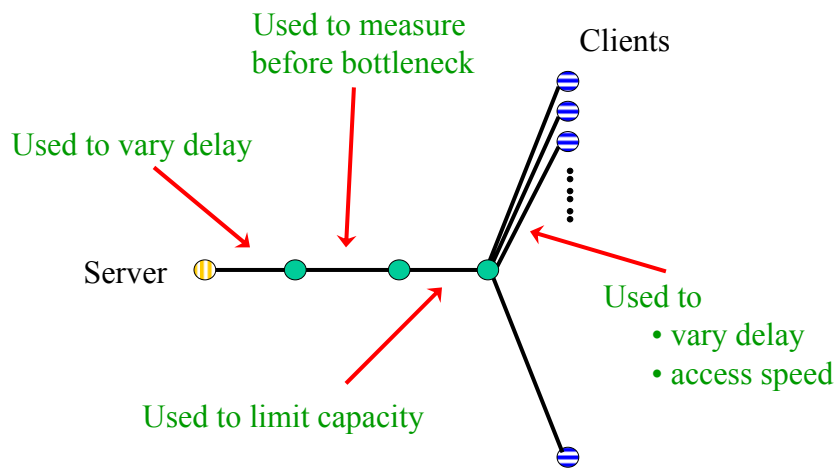 Used to measure
before bottleneck
Clients
Used to vary delay
Server
Used to
• vary delay
• access speed
Used to limit capacity